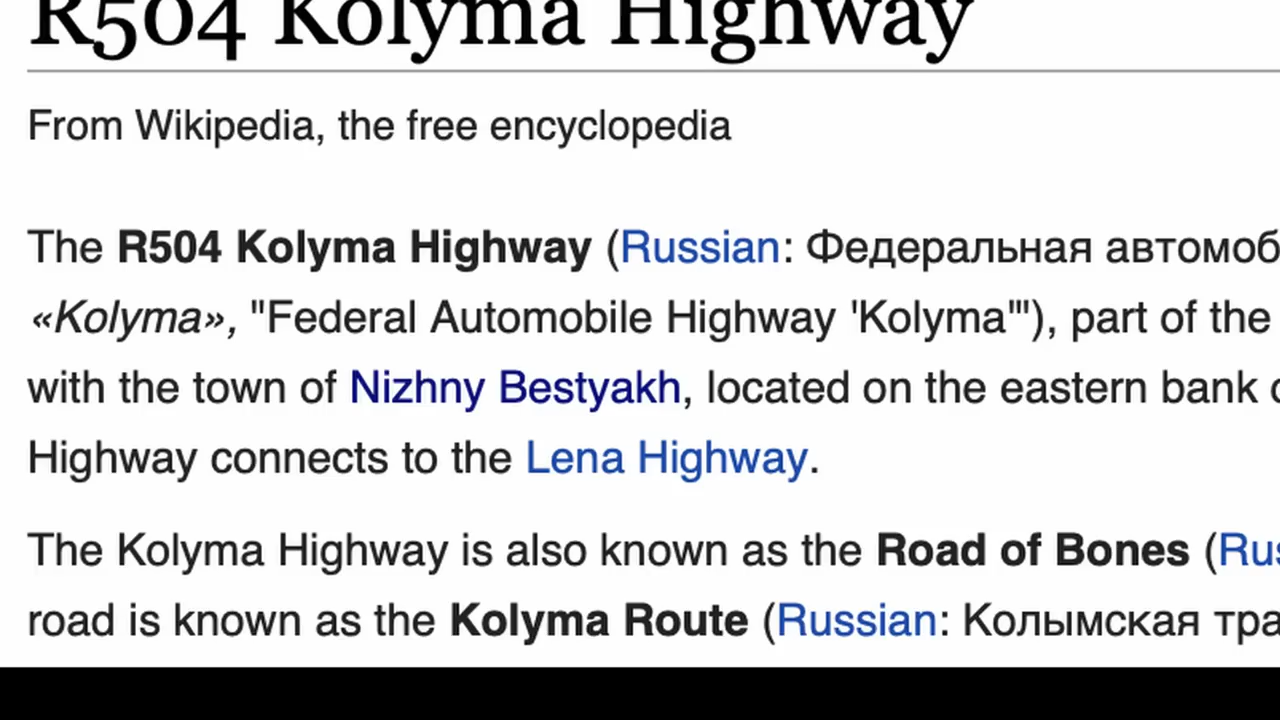 R504 Kolyma Highway
From Wikipedia, the free encyclopedia
The R504 Kolyma Highway (Russian: Федеральная автомоб
«Kolyma», "Federal Automobile Highway 'Kolyma'"), part of the
with the town of Nizhny Bestyakh, located on the eastern bank
Highway connects to the Lena Highway.
The Kolyma Highway is also known as the Road of Bones (Rus
road is known as the Kolyma Route (Russian: Колымская тра